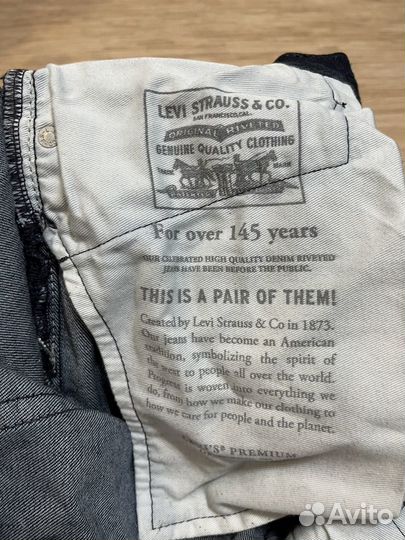 LEVI STRAUSS & CO.
SAN FRANCISCO, CAL.
ORIGINAL RIVETED
GENUINE QUALITY CLOTHING
TRADE MARK
For over 145 years
OUR CELEBRATED HIGH QUALITY DENIM RIVETED
JEANS HAVE BEEN BEFORE THE PUBLIC.
THIS IS A PAIR OF THEM!
Created by Levi Strauss & Co in 1873.
Our jeans have become an American
tradition, symbolizing the spirit of
the west to people all over the world.
Progress is woven into everything we
do, from how we make our clothing to
how we care for people and the planet.
LEVI'S® PREMIUM
Avito